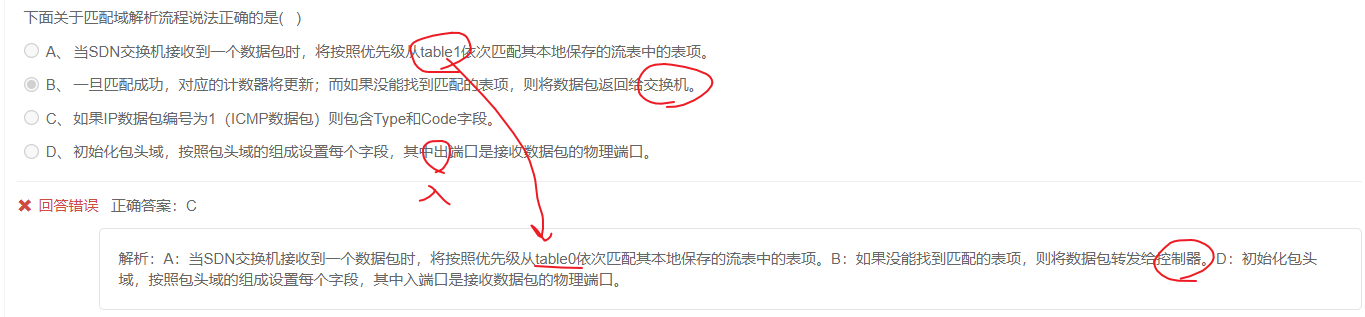 下面关于匹配域解析流程说法正确的是( )
A、 当SDN交换机接收到一个数据包时，将按照优先级从table1依次匹配其本地保存的流表中的表项。
B、 一旦匹配成功，对应的计数器将更新；而如果没能找到匹配的表项，则将数据包返回给交换机。
C、 如果IP数据包编号为1（ICMP数据包）则包含Type和Code字段。
D、 初始化包头域，按照包头域的组成设置每个字段，其中出端口是接收数据包的物理端口。
入
回答错误 正确答案：C
解析：A：当SDN交换机接收到一个数据包时，将按照优先级从table0依次匹配其本地保存的流表中的表项。B：如果没能找到匹配的表项，则将数据包转发给控制器。D：初始化包头
域，按照包头域的组成设置每个字段，其中入端口是接收数据包的物理端口。